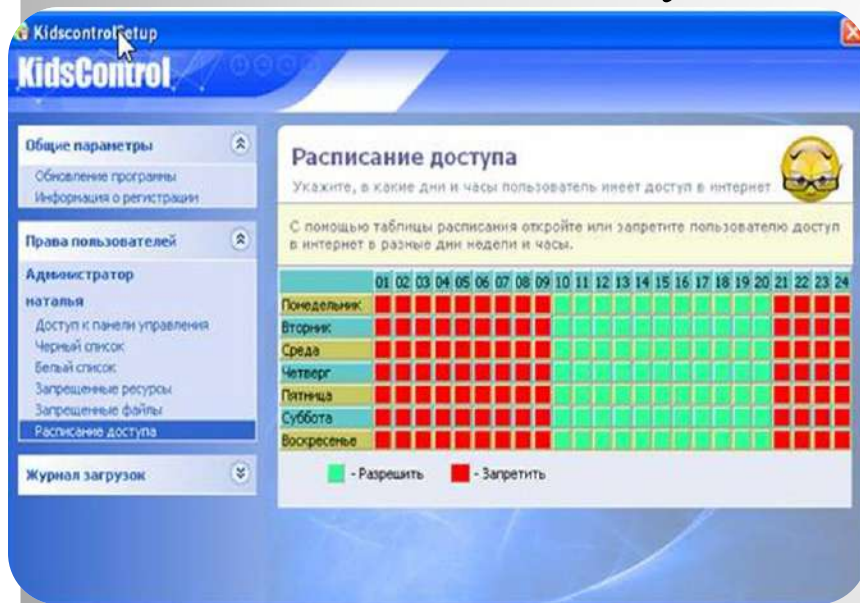 KidscontrolSetup
KidsControl
Общие параметры
Обновление программы
Информация о регистрации
Права пользователей
Администратор
наталья
Доступ к панели управления
Черный список
Белый список
Запрещенные ресурсы
Запрещенные файлы
Расписание доступа
Журнал загрузок
Расписание доступа
Укажите, в какие дни и часы пользователь имеет доступ в интернет
С помощью таблицы расписания откройте или запретите пользователю доступ
в интернет в разные дни недели и часы.
01 02 03 04 05 06 07 08 09 10 11 12 13 14 15 16 17 18 19 20 21 22 23 24
Понедельник
Вторник
Среда
Четверг
Пятница
Суббота
Воскресенье
- Разрешить - Запретить